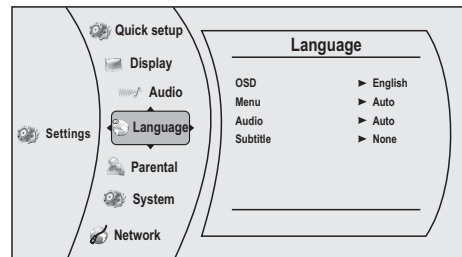 Settings
Quick setup
Display
Audio
Language
Parental
System
Network
Language
OSD ► English
Menu ► Auto
Audio ► Auto
Subtitle ► None